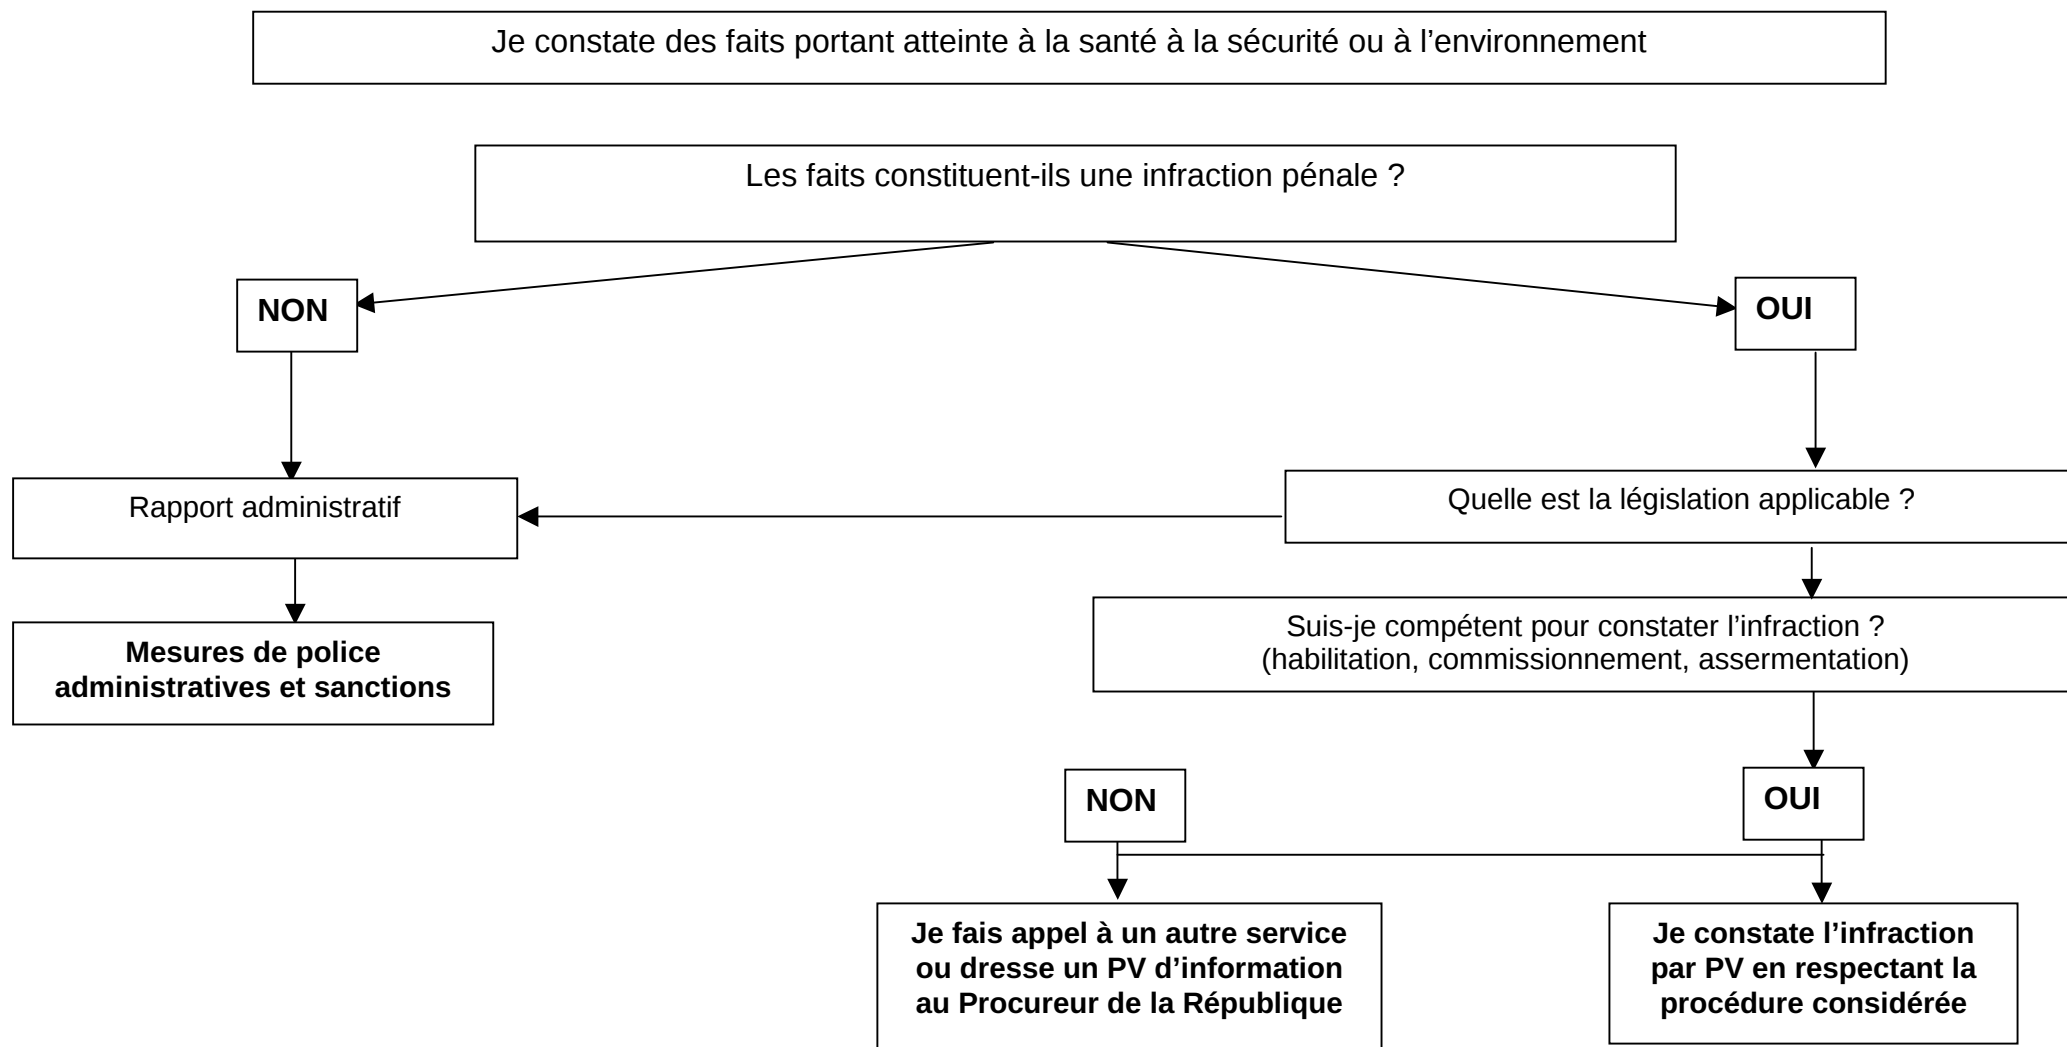 Je constate des faits portant atteinte à la santé à la sécurité ou à l’environnement
Les faits constituent-ils une infraction pénale ?
NON
OUI
Rapport administratif
Quelle est la législation applicable ?
Mesures de police
administratives et sanctions
Suis-je compétent pour constater l’infraction ?
(habilitation, commissionnement, assermentation)
NON
OUI
Je fais appel à un autre service
ou dresse un PV d’information
au Procureur de la République
Je constate l’infraction
par PV en respectant la
procédure considérée